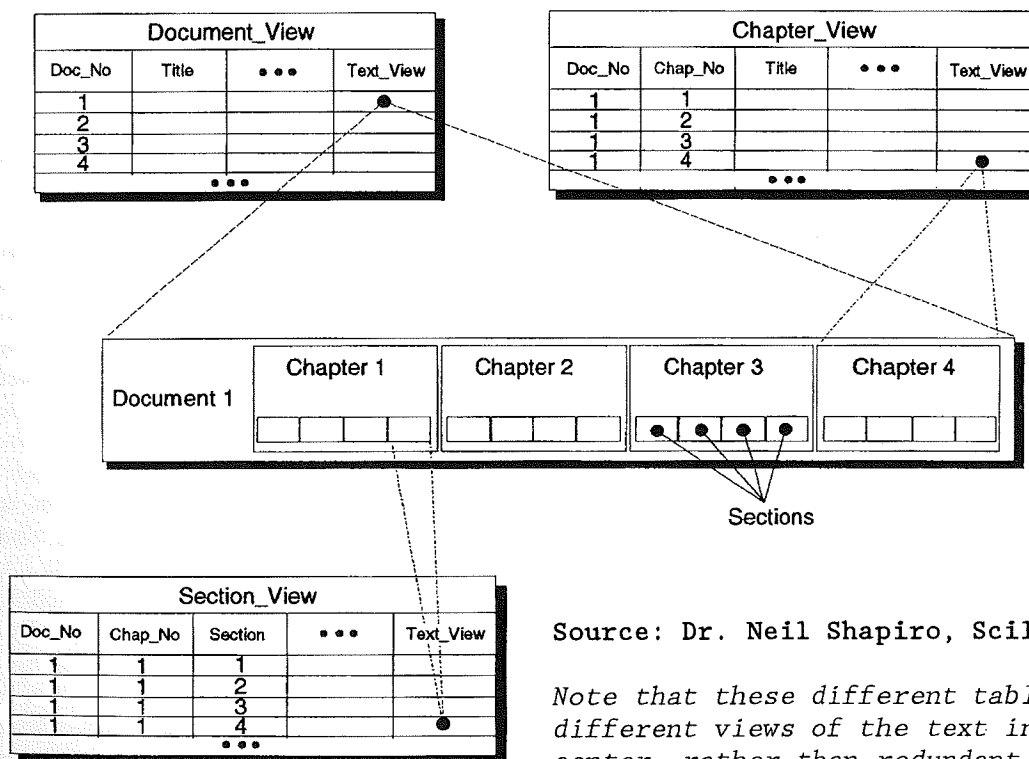 Document_View
Doc_No Title ••• Text_View
1
2
3
4
•••
Chapter_View
Doc_No Chap_No Title ••• Text_View
1 1
1 2
1 3
1 4
•••
Document 1
Chapter 1
Chapter 2
Chapter 3
Chapter 4
Sections
Section_View
Doc_No Chap_No Section ••• Text_View
1 1 1
1 1 2
1 1 3
1 1 4
•••
Source: Dr. Neil Shapiro,
Note that these different
different views of the text